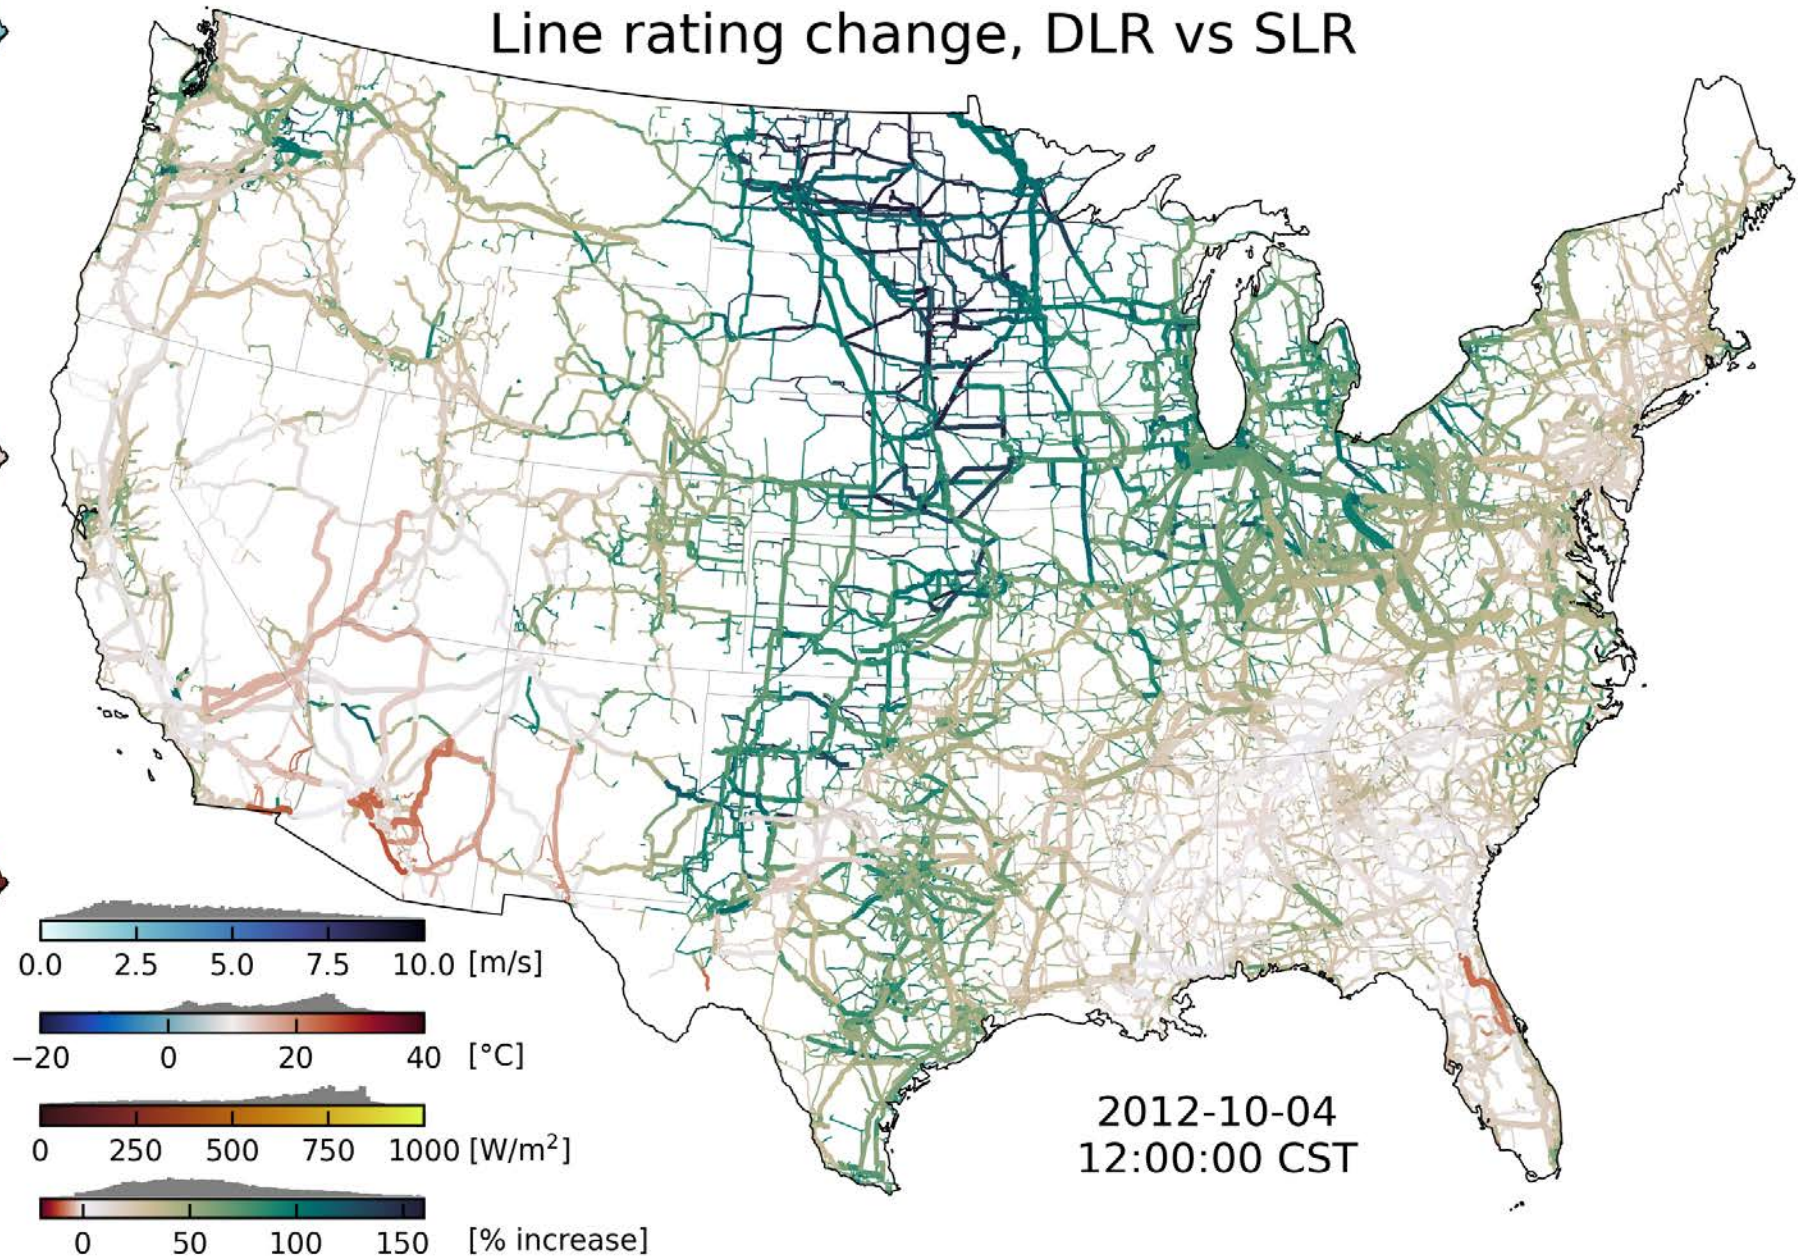 Line rating change, DLR vs SLR
0.0 2.5 5.0 7.5 10.0 [m/s]
−20 0 20 40 [°C]
0 250 500 750 1000 [W/m²]
0 50 100 150 [% increase]
2012-10-04
12:00:00 CST